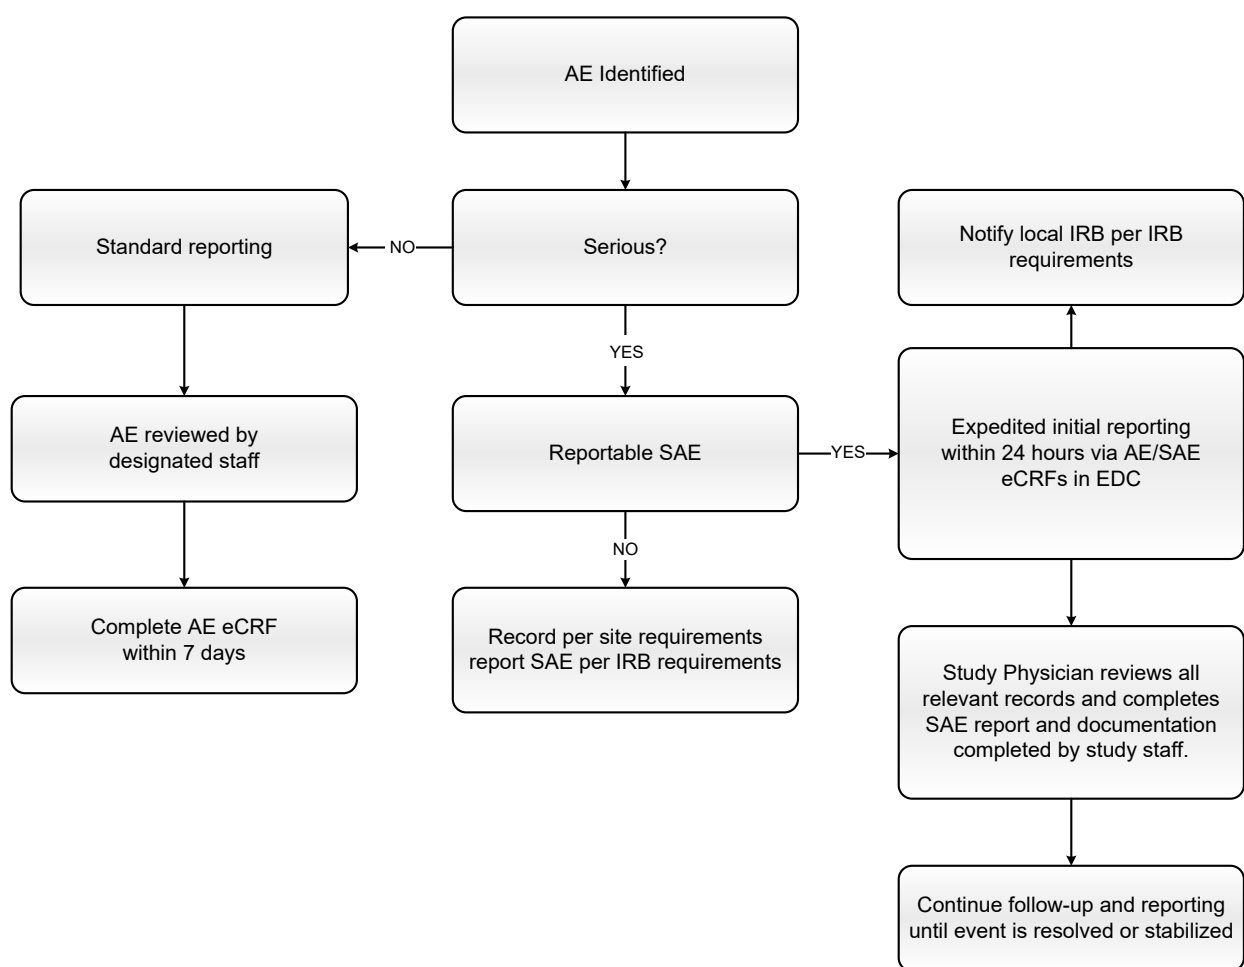 AE Identified
Standard reporting
NO
Serious?
Notify local IRB per IRB
requirements
YES
AE reviewed by
designated staff
Reportable SAE
YES
Expedited initial reporting
within 24 hours via AE/SAE
eCRFs in EDC
NO
Complete AE eCRF
within 7 days
Record per site requirements
report SAE per IRB requirements
Study Physician reviews all
relevant records and completes
SAE report and documentation
completed by study staff.
Continue follow-up and reporting
until event is resolved or stabilized